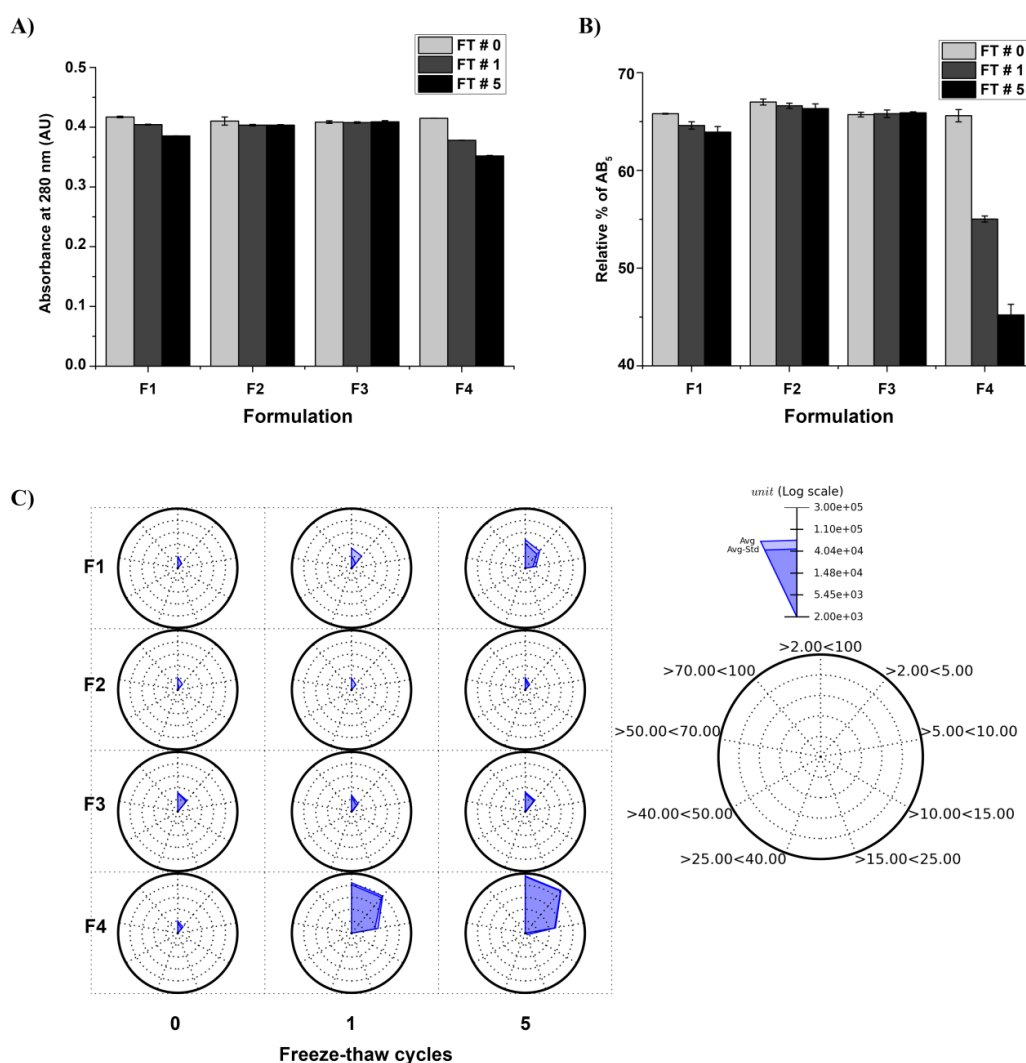 A)
FT # 0
FT # 1
FT # 5
0.5
0.4
0.3
0.2
0.1
0.0
Absorbance at 280 nm (AU)
F1 F2 F3 F4
Formulation
B)
FT # 0
FT # 1
FT # 5
70
60
50
40
Relative % of AB5
F1 F2 F3 F4
Formulation
C)
F1
F2
F3
F4
0 1 5
Freeze-thaw cycles
unit (Log scale)
3.00e+05
1.10e+05
Avg
Avg-Std
4.04e+04
1.48e+04
5.45e+03
2.00e+03
>2.00<100
>70.00<100 >2.00<5.00
>50.00<70.00 >5.00<10.00
>40.00<50.00 >10.00<15.00
>25.00<40.00 >15.00<25.00